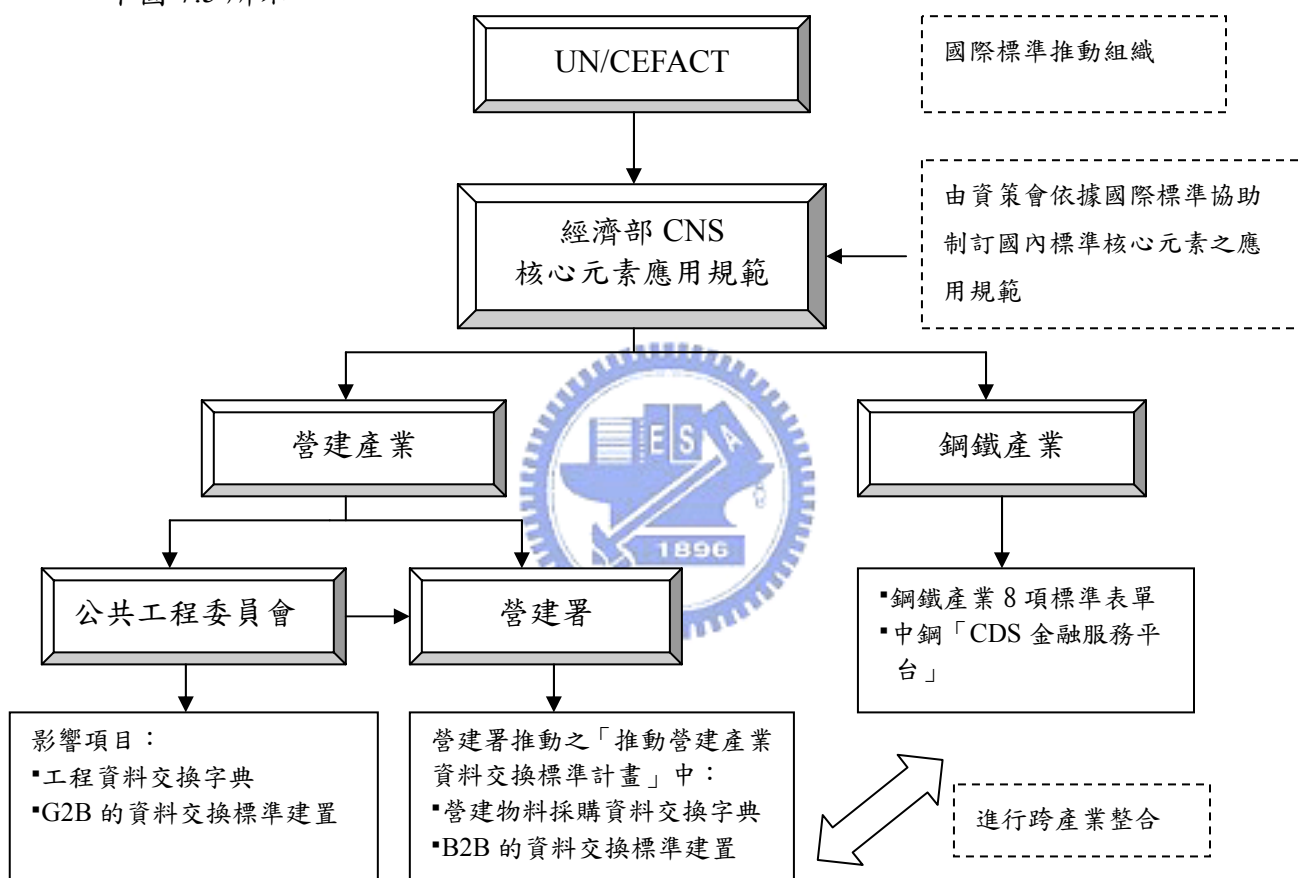 UN/CEFACT
國際標準推動組織
經濟部 CNS
核心元素應用規範
由資策會依據國際標準協助
制訂國內標準核心元素之應
用規範
營建產業
鋼鐵產業
E S A
1896
公共工程委員會
營建署
▪鋼鐵產業 8 項標準表單
▪中鋼「CDS 金融服務平
台」
影響項目：
▪工程資料交換字典
▪G2B 的資料交換標準建置
營建署推動之「推動營建產業
資料交換標準計畫」中：
▪營建物料採購資料交換字典
▪B2B 的資料交換標準建置
進行跨產業整合